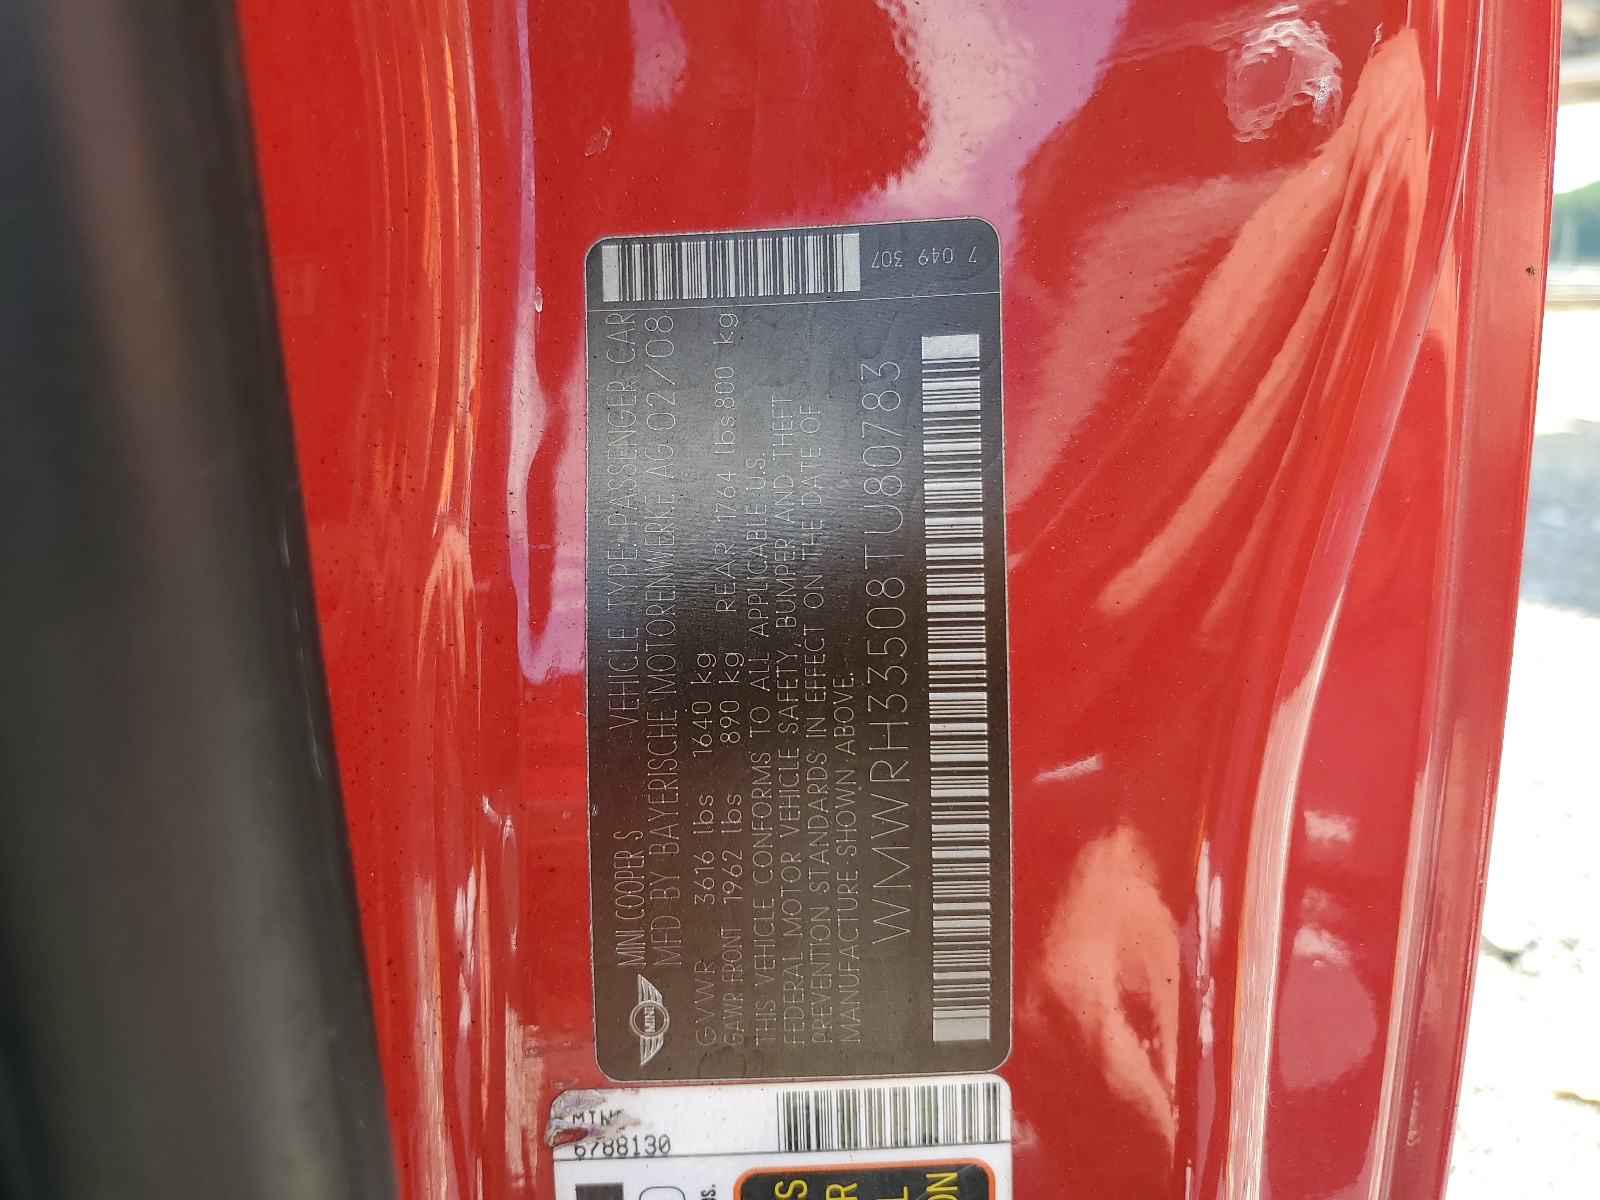 7 049 307
MINI
MINI COOPER S VEHICLE TYPE: PASSENGER CAR
MFD. BY BAYERISCHE MOTORENWERKE AG 02/08
GVWR 3616 lbs 1640 kg
GAWR FRONT 1962 lbs 890 kg REAR 1764 lbs 800 kg
THIS VEHICLE CONFORMS TO ALL APPLICABLE U.S.
FEDERAL MOTOR VEHICLE SAFETY, BUMPER AND THEFT
PREVENTION STANDARDS IN EFFECT ON THE DATE OF
MANUFACTURE SHOWN ABOVE.
WMWRH33508TU80783
6788130